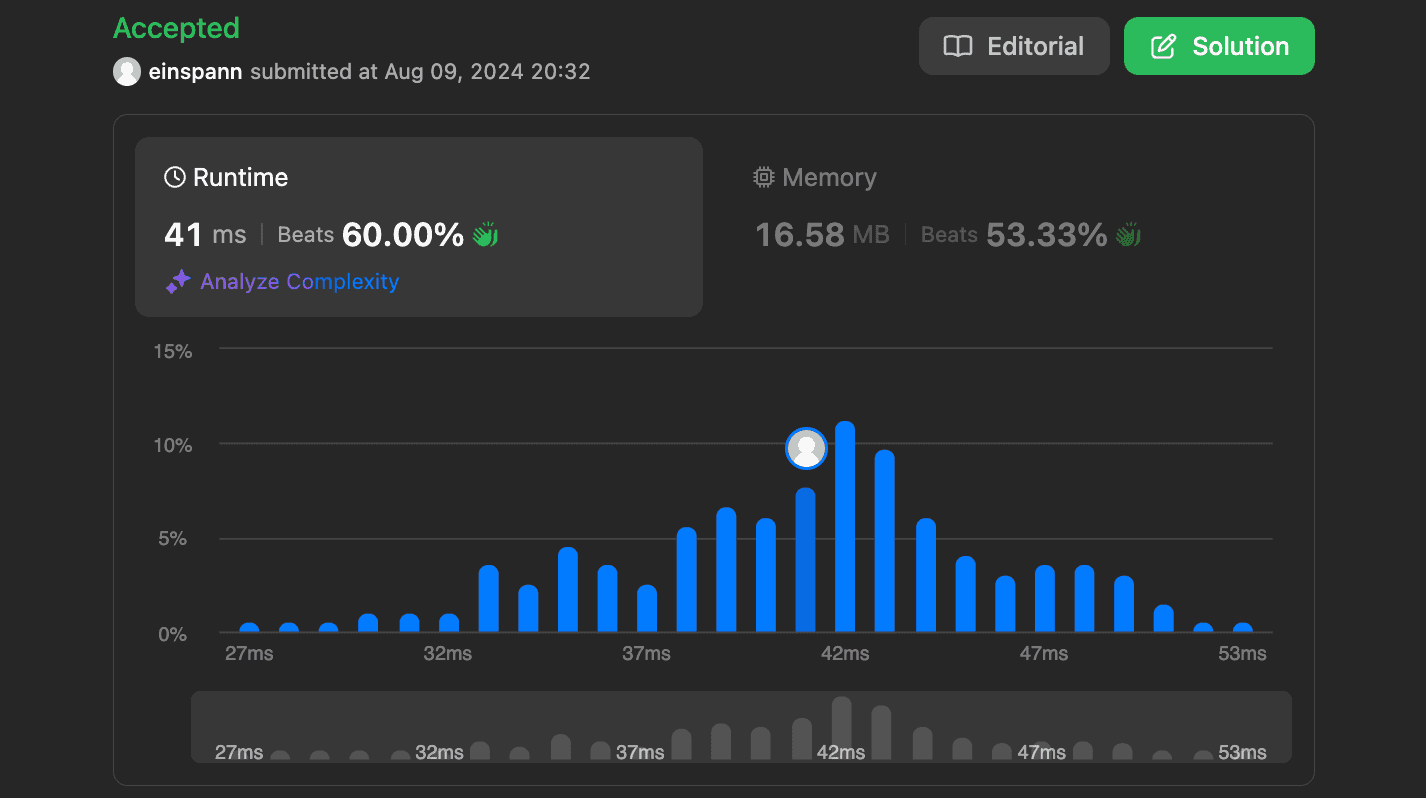 Accepted
einspann submitted at Aug 09, 2024 20:32
Editorial
Solution
Runtime
41 ms | Beats 60.00%
Analyze Complexity
Memory
16.58 MB | Beats 53.33%
15%
10%
5%
0%
27ms 32ms 37ms 42ms 47ms 53ms
27ms 32ms 37ms 42ms 47ms 53ms